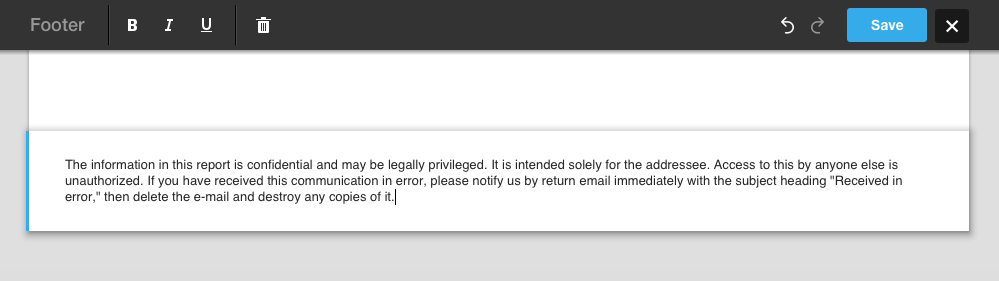 Footer B I U Save
The information in this report is confidential and may be legally privileged. It is intended solely for the addressee. Access to this by anyone else is
unauthorized. If you have received this communication in error, please notify us by return email immediately with the subject heading "Received in
error," then delete the e-mail and destroy any copies of it.